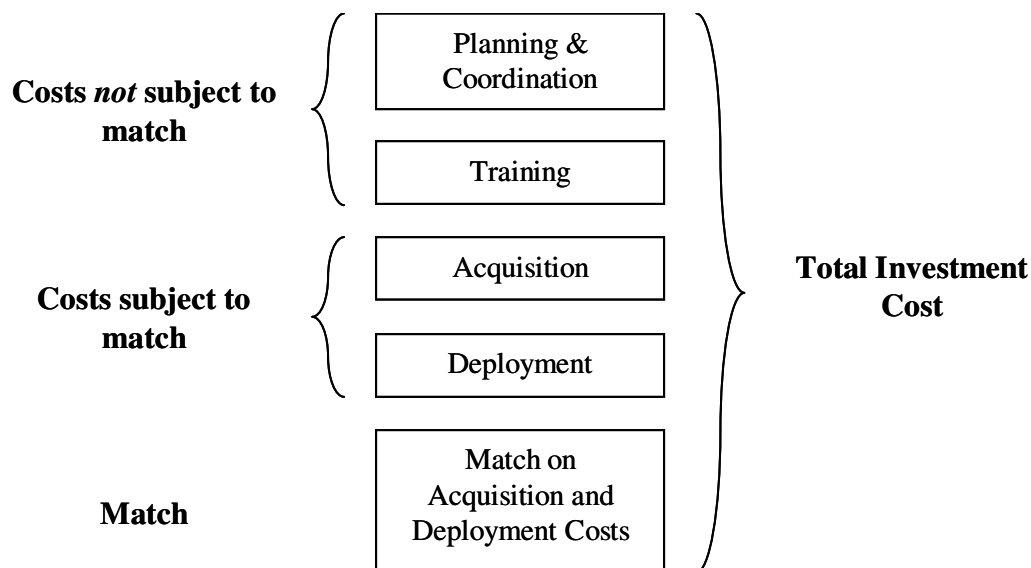 Costs not subject to
match
Planning &
Coordination
Training
Costs subject to
match
Acquisition
Deployment
Match
Match on
Acquisition and
Deployment Costs
Total Investment
Cost